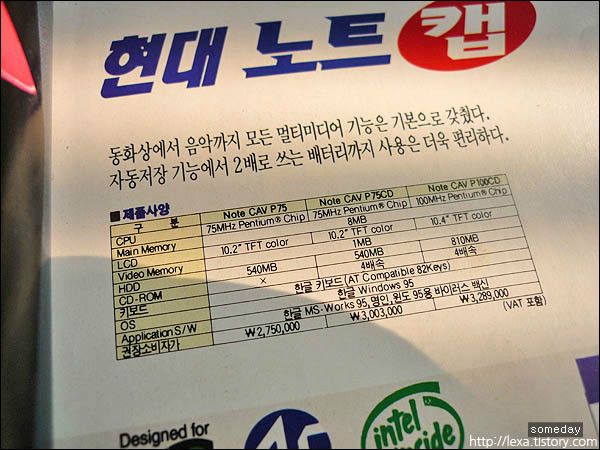 현대 노트 캡
동화상에서 음악까지 모든 멀티미디어 기능은 기본으로 갖췄다.
자동저장 기능에서 2배로 쓰는 배터리까지 사용은 더욱 편리하다.
■제품사양
구 분 Note CAV P75 Note CAV P75CD Note CAV P100CD
CPU 75MHz Pentium® Chip 75MHz Pentium® Chip 100MHz Pentium® Chip
Main Memory 8MB
LCD 10.2" TFT color 10.2" TFT color 10.4" TFT color
Video Memory 1MB
HDD 540MB 540MB 810MB
CD-ROM × 4배속 4배속
키보드 한글 키보드(AT Compatible 82Keys)
OS 한글 Windows 95
Application S/W 한글 MS-Works 95, 명인, 윈도 95용 바이러스 백신
권장소비자가 ₩2,750,000 ₩3,003,000 ₩3,289,000
(VAT 포함)
Designed for
intel
someday
http://lexa.tistory.com